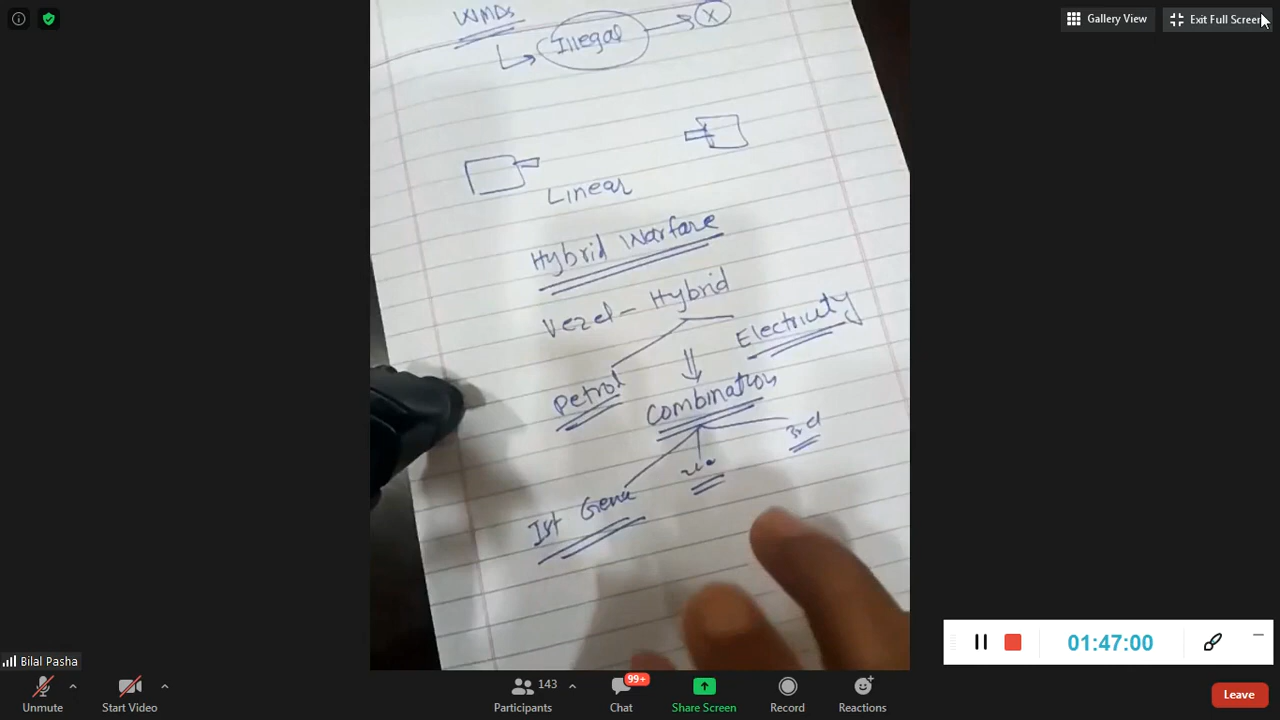 Gallery View
Exit Full Screen
WMDs
Illegal
X
Linear
Hybrid Warfare
Vezel - Hybrid
Electricity
Petrol
Combination
3rd
1st Gene
01:47:00
Bilal Pasha
Unmute
Start Video
143
Participants
99+
Chat
Share Screen
Record
Reactions
Leave